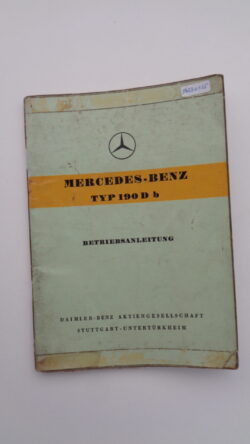 MERCEDES-BENZ
TYP 190 D b
BETRIEBSANLEITUNG
DAIMLER-BENZ AKTIENGESELLSCHAFT
STUTTGART-UNTERTÜRKHEIM